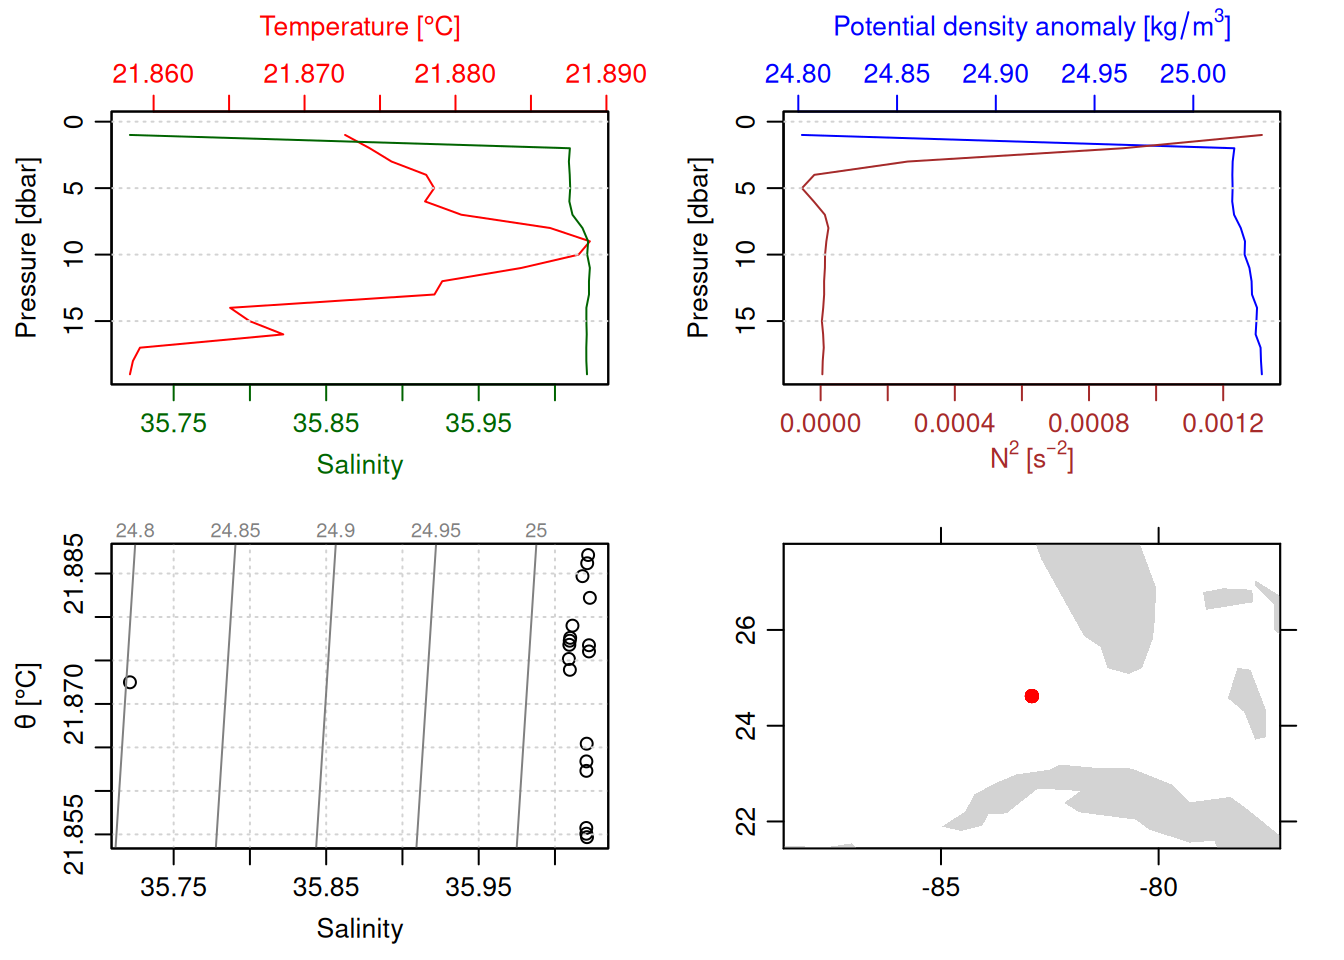 Temperature [°C]
21.860 21.870 21.880 21.890
Pressure [dbar]
0
5
10
15
35.75 35.85 35.95
Salinity
Potential density anomaly [kg/m³]
24.80 24.85 24.90 24.95 25.00
Pressure [dbar]
0
5
10
15
0.0000 0.0004 0.0008 0.0012
N² [s⁻²]
24.8 24.85 24.9 24.95 25
θ [°C]
21.885
21.870
21.855
35.75 35.85 35.95
Salinity
26
24
22
-85 -80